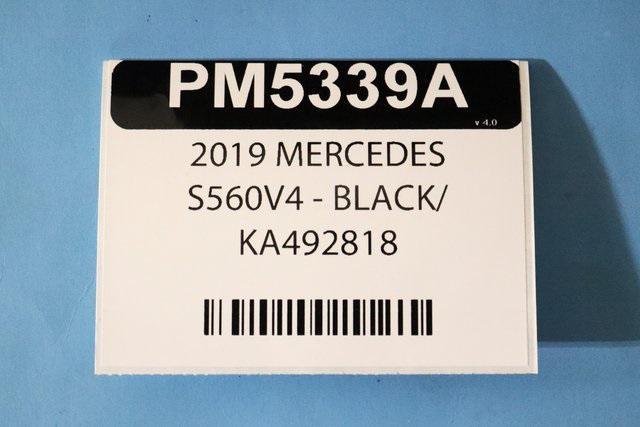 PM5339A
v 4.0
2019 MERCEDES
S560V4 - BLACK/
KA492818